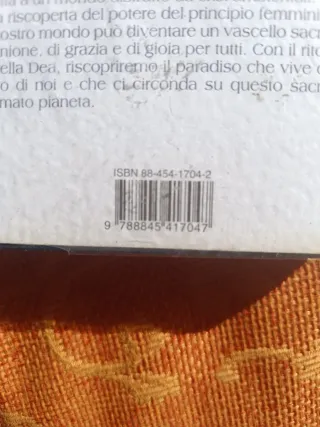 riscoperta del potere del principio femmini
ostro mondo può diventare un vascello sacr
nione, di grazia e di gioia per tutti. Con il rito
ella Dea, riscopriremo il paradiso che vive d
o di noi e che ci circonda su questo sacr
mato pianeta.
ISBN 88-454-1704-2
9 788845 417047